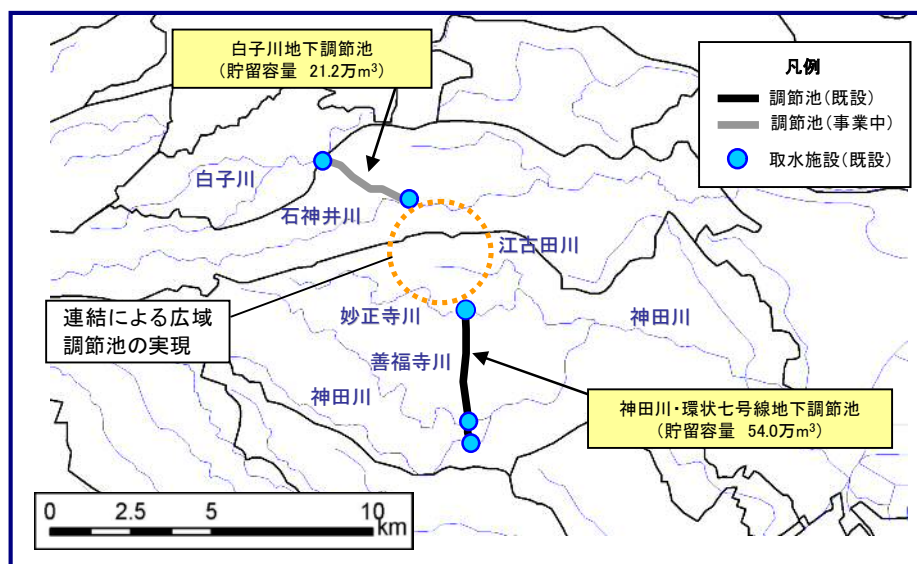 白子川地下調節池
（貯留容量 21.2万m³）
凡例
調節池（既設）
調節池（事業中）
取水施設（既設）
白子川
石神井川
江古田川
連結による広域
調節池の実現
妙正寺川
神田川
善福寺川
神田川
神田川・環状七号線地下調節池
（貯留容量 54.0万m³）
0 2.5 5 10
km